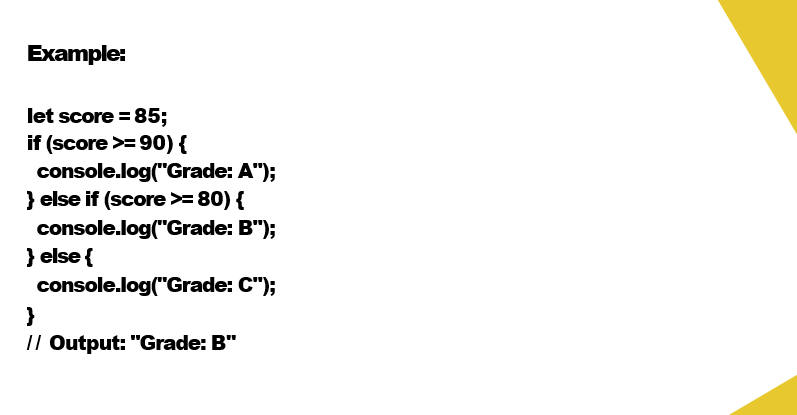 Example:
let score = 85;
if (score >= 90) {
  console.log("Grade: A");
} else if (score >= 80) {
  console.log("Grade: B");
} else {
  console.log("Grade: C");
}
// Output: "Grade: B"